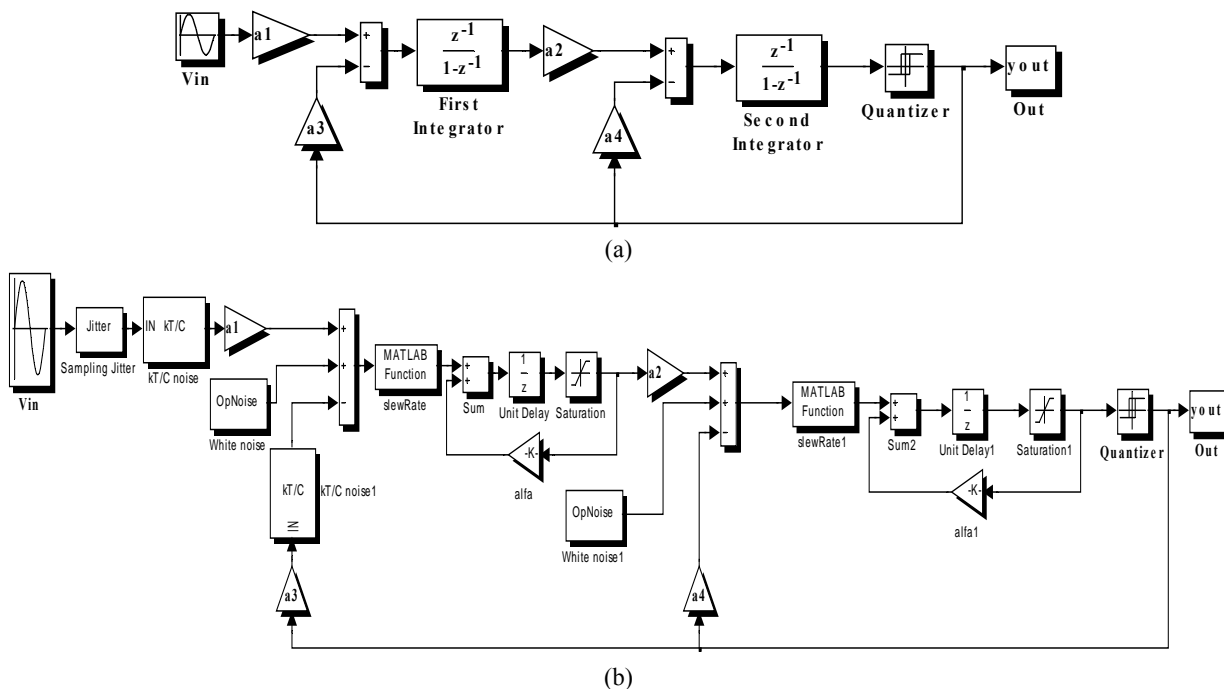 Vin
a1
+
−
z-1
1-z-1
First
Integrator
a2
+
−
z-1
1-z-1
Second
Integrator
Quantizer
yout
Out
a3
a4
(a)
Vin
Jitter
Sampling Jitter
IN kT/C
kT/C noise
a1
OpNoise
White noise
kT/C
IN
kT/C noise1
+
+
−
MATLAB
Function
slewRate
+
+
Sum
1
z
Unit Delay
Saturation
-K-
alfa
a2
OpNoise
White noise1
+
+
−
MATLAB
Function
slewRate1
+
+
Sum2
1
z
Unit Delay1
Saturation1
-K-
alfa1
Quantizer
yout
Out
a3
a4
(b)